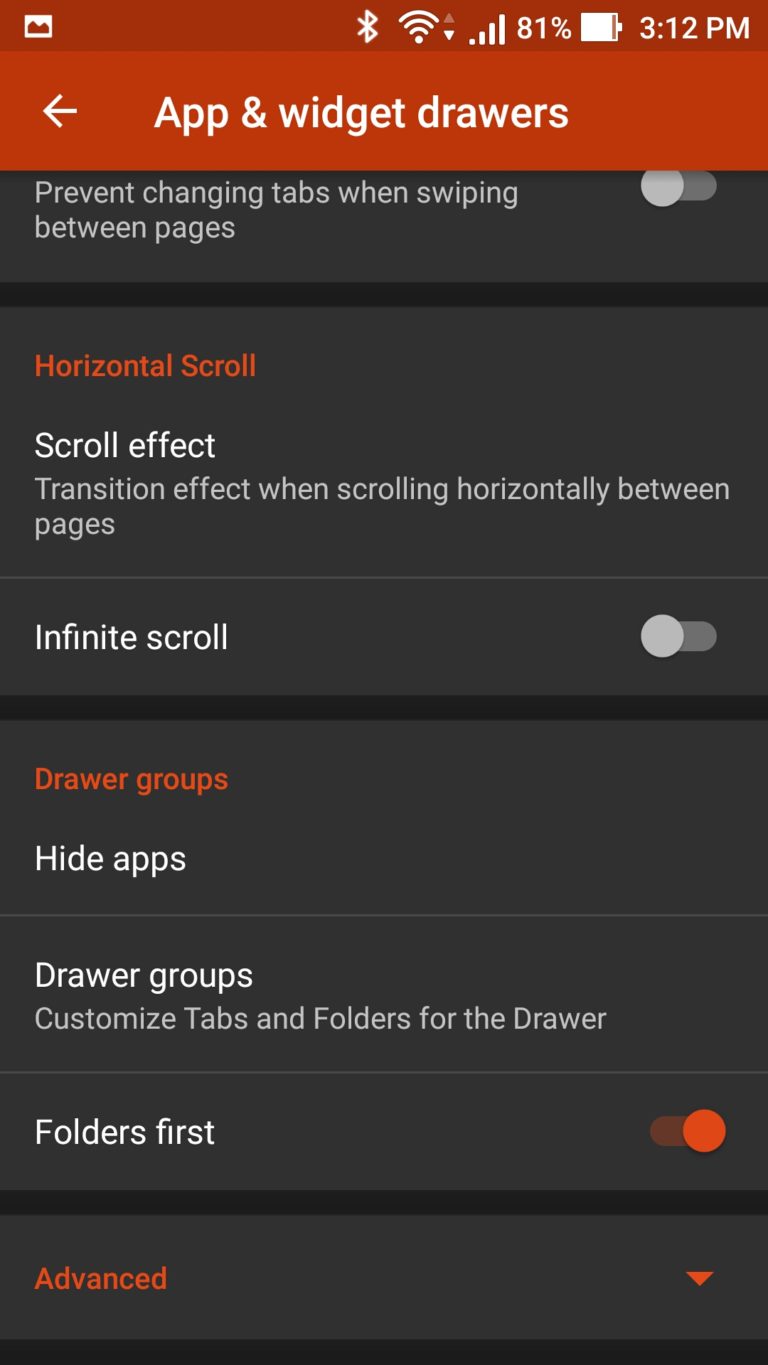 81% 3:12 PM
App & widget drawers
Prevent changing tabs when swiping
between pages
Horizontal Scroll
Scroll effect
Transition effect when scrolling horizontally between
pages
Infinite scroll
Drawer groups
Hide apps
Drawer groups
Customize Tabs and Folders for the Drawer
Folders first
Advanced